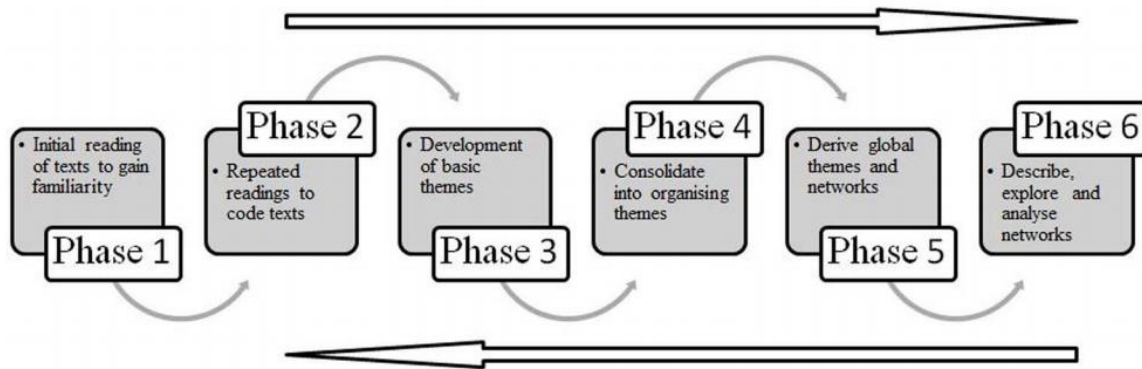 • Initial reading
of texts to gain
familiarity
Phase 1
Phase 2
• Repeated
readings to
code texts
• Development
of basic
themes
Phase 3
Phase 4
• Consolidate
into organising
themes
• Derive global
themes and
networks
Phase 5
Phase 6
• Describe,
explore and
analyse
networks